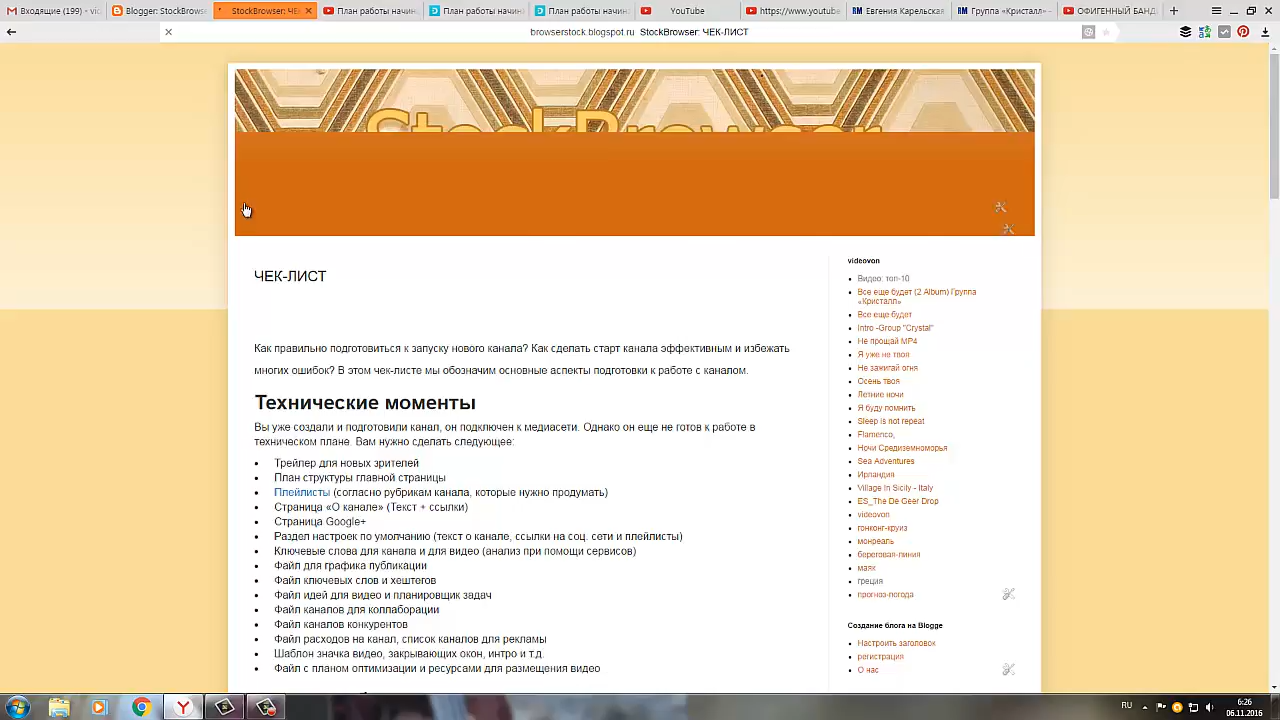 Входящие (199) - vi
Blogger: StockBrowse
StockBrowser: ЧЕ
План работы начин
План работы начин
План работы начин
YouTube
https://www.youtube
Евгения Каревска
Группа «Кристалл»
ОФИГЕННЫЙ БАНД
browserstock.blogspot.ru StockBrowser: ЧЕК-ЛИСТ
StockBrowser
ЧЕК-ЛИСТ
Как правильно подготовиться к запуску нового канала? Как сделать старт канала эффективным и избежать
многих ошибок? В этом чек-листе мы обозначим основные аспекты подготовки к работе с каналом.
Технические моменты
Вы уже создали и подготовили канал, он подключен к медиасети. Однако он еще не готов к работе в
техническом плане. Вам нужно сделать следующее:
• Трейлер для новых зрителей
• План структуры главной страницы
• Плейлисты (согласно рубрикам канала, которые нужно продумать)
• Страница «О канале» (Текст + ссылки)
• Страница Google+
• Раздел настроек по умолчанию (текст о канале, ссылки на соц. сети и плейлисты)
• Ключевые слова для канала и для видео (анализ при помощи сервисов)
• Файл для графика публикации
• Файл ключевых слов и хештегов
• Файл идей для видео и планировщик задач
• Файл каналов для коллаборации
• Файл каналов конкурентов
• Файл расходов на канал, список каналов для рекламы
• Шаблон значка видео, закрывающих окон, интро и т.д.
• Файл с планом оптимизации и ресурсами для размещения видео
videovon
• Видео: топ-10
• Все еще будет (2 Album) Группа
«Кристалл»
• Все еще будет
• Intro -Group "Crystal"
• Не прощай MP4
• Я уже не твоя
• Не зажигай огня
• Осень твоя
• Летние ночи
• Я буду помнить
• Sleep is not repeat
• Flamenco,
• Ночи Средиземноморья
• Sea Adventures
• Ирландия
• Village In Sicily - Italy
• ES_The De Geer Drop
• videovon
• гонконг-круиз
• монреаль
• береговая-линия
• маяк
• греция
• прогноз-погода
Создание блога на Blogge
• Настроить заголовок
• регистрация
• О нас
RU
6:26
06.11.2016